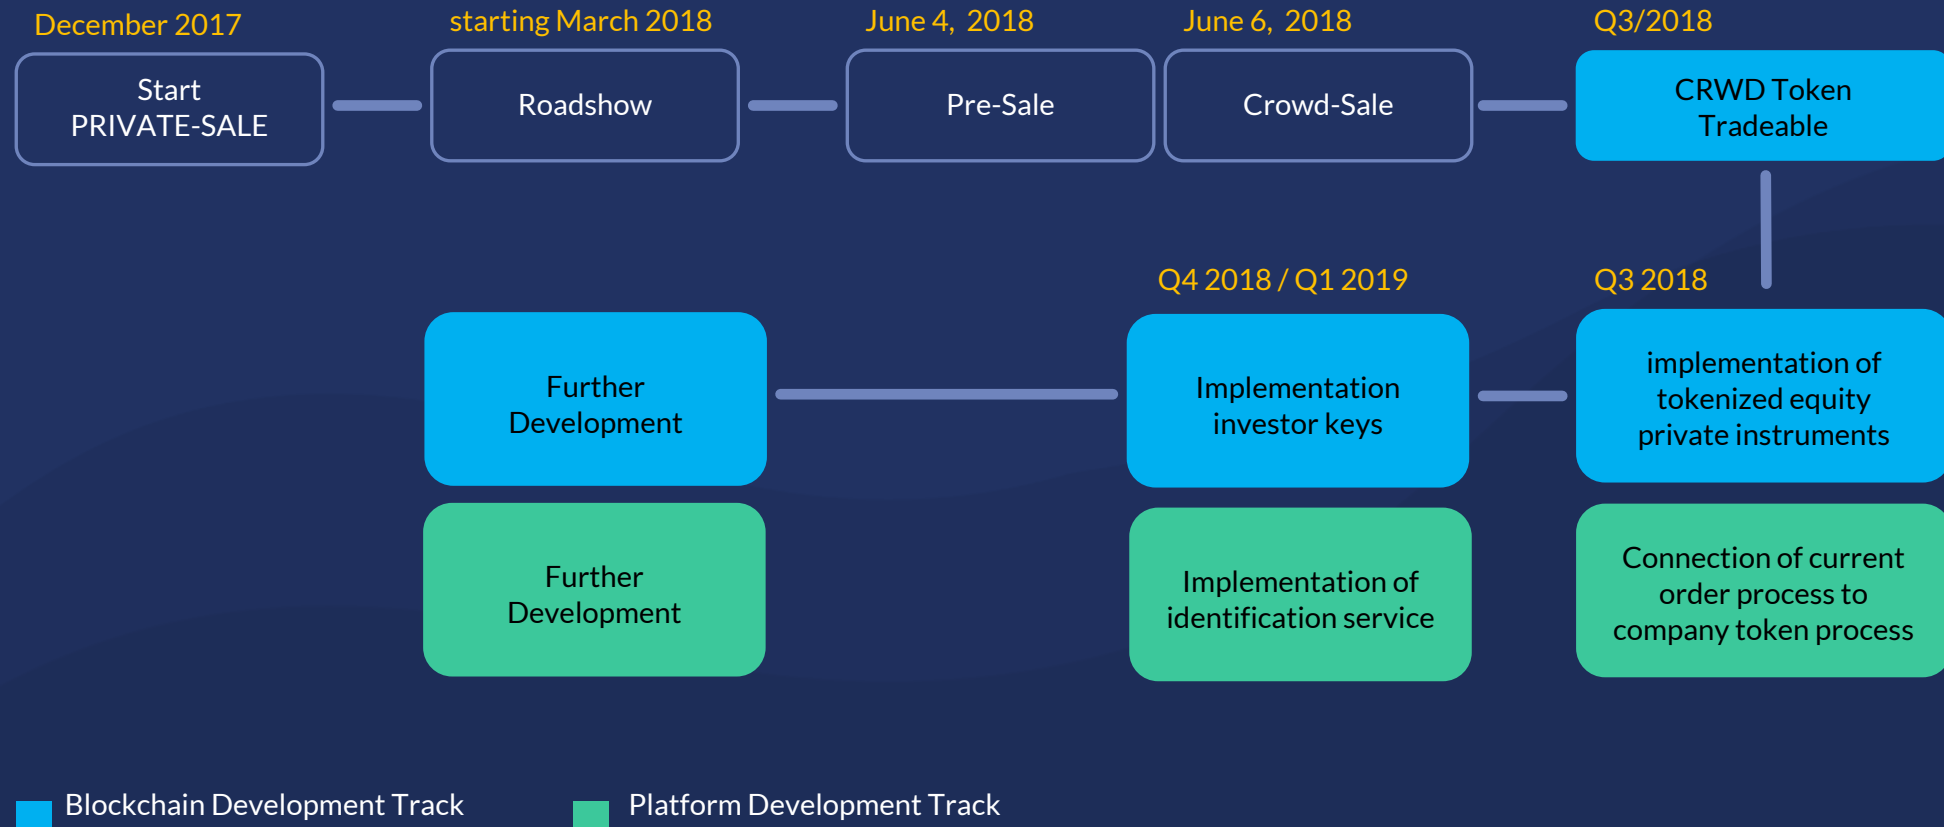 December 2017
Start
PRIVATE-SALE
starting March 2018
Roadshow
June 4, 2018
Pre-Sale
June 6, 2018
Crowd-Sale
Q3/2018
CRWD Token
Tradeable
Q3 2018
implementation of
tokenized equity
private instruments
Connection of current
order process to
company token process
Q4 2018 / Q1 2019
Implementation
investor keys
Implementation of
identification service
Further
Development
Further
Development
Blockchain Development Track
Platform Development Track